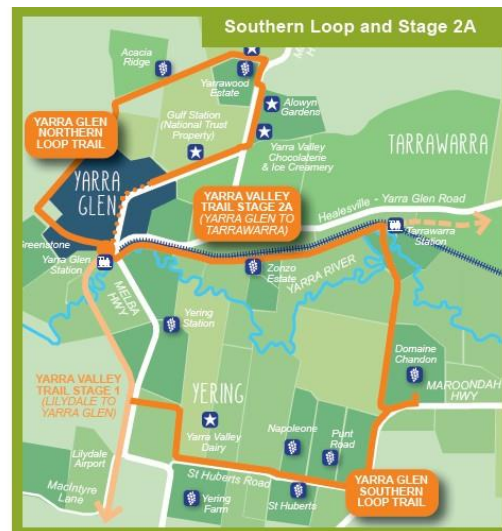 Southern Loop and Stage 2A
Acacia
Ridge
Yarrawood
Estate
Alowyn
Gardens
YARRA GLEN
NORTHERN
LOOP TRAIL
Gulf Station
(National Trust
Property)
Yarra Valley
Chocolaterie
& Ice Creamery
TARRAWARRA
YARRA
GLEN
YARRA VALLEY
TRAIL STAGE 2A
(YARRA GLEN TO
TARRAWARRA)
Healesville - Yarra Glen Road
Greenstone
Yarra Glen
Station
Tarrawarra
Station
Zonzo
Estate
YARRA RIVER
MELBA
HWY
Yering
Station
Domaine
Chandon
YARRA VALLEY
TRAIL STAGE 1
(LILYDALE TO
YARRA GLEN)
YERING
MAROONDAH
HWY
Yarra Valley
Dairy
Napoleone
Punt
Road
Lilydale
Airport
MacIntyre
Lane
St Huberts Road
Yering
Farm
St Huberts
YARRA GLEN
SOUTHERN
LOOP TRAIL